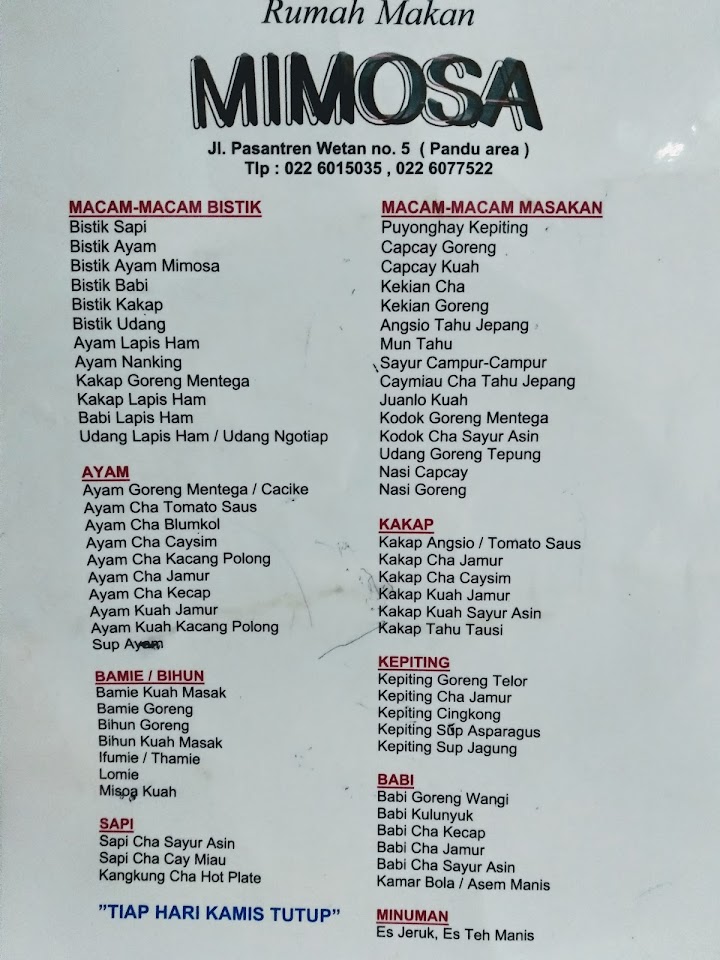 Rumah Makan
MIMOSA
Jl. Pasantren Wetan no. 5 ( Pandu area )
Tlp : 022 6015035 , 022 6077522
MACAM-MACAM BISTIK
Bistik Sapi
Bistik Ayam
Bistik Ayam Mimosa
Bistik Babi
Bistik Kakap
Bistik Udang
Ayam Lapis Ham
Ayam Nanking
Kakap Goreng Mentega
Kakap Lapis Ham
Babi Lapis Ham
Udang Lapis Ham / Udang Ngotiap
AYAM
Ayam Goreng Mentega / Cacike
Ayam Cha Tomato Saus
Ayam Cha Blumkol
Ayam Cha Caysim
Ayam Cha Kacang Polong
Ayam Cha Jamur
Ayam Cha Kecap
Ayam Kuah Jamur
Ayam Kuah Kacang Polong
Sup Ayam
BAMIE / BIHUN
Bamie Kuah Masak
Bamie Goreng
Bihun Goreng
Bihun Kuah Masak
Ifumie / Thamie
Lomie
Misoa Kuah
SAPI
Sapi Cha Sayur Asin
Sapi Cha Cay Miau
Kangkung Cha Hot Plate
"TIAP HARI KAMIS TUTUP"
MACAM-MACAM MASAKAN
Puyonghay Kepiting
Capcay Goreng
Capcay Kuah
Kekian Cha
Kekian Goreng
Angsio Tahu Jepang
Mun Tahu
Sayur Campur-Campur
Caymiau Cha Tahu Jepang
Juanlo Kuah
Kodok Goreng Mentega
Kodok Cha Sayur Asin
Udang Goreng Tepung
Nasi Capcay
Nasi Goreng
KAKAP
Kakap Angsio / Tomato Saus
Kakap Cha Jamur
Kakap Cha Caysim
Kakap Kuah Jamur
Kakap Kuah Sayur Asin
Kakap Tahu Tausi
KEPITING
Kepiting Goreng Telor
Kepiting Cha Jamur
Kepiting Cingkong
Kepiting Sup Asparagus
Kepiting Sup Jagung
BABI
Babi Goreng Wangi
Babi Kulunyuk
Babi Cha Kecap
Babi Cha Jamur
Babi Cha Sayur Asin
Kamar Bola / Asem Manis
MINUMAN
Es Jeruk, Es Teh Manis